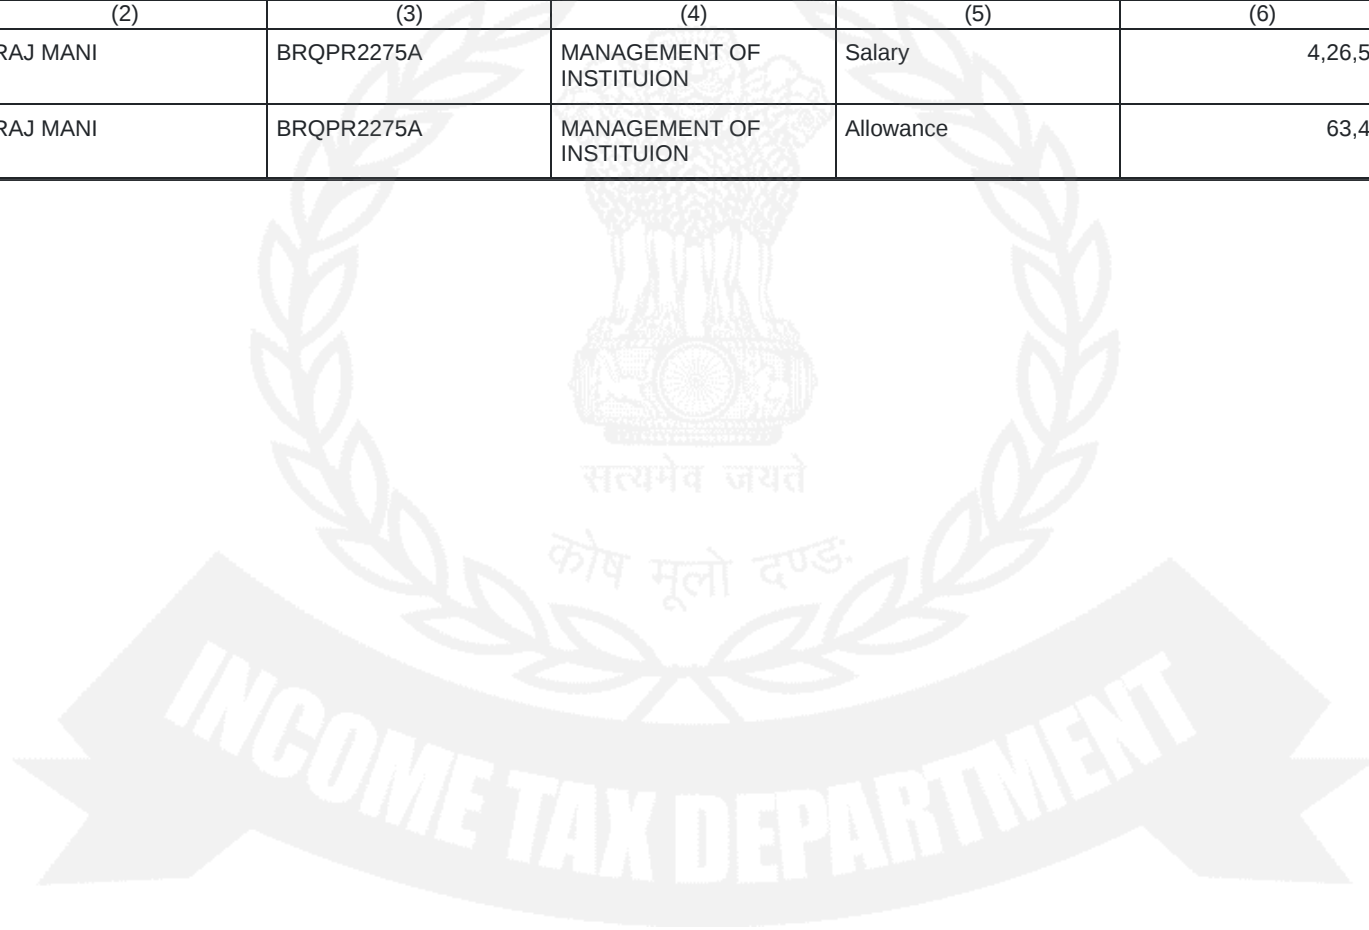 (2) (3) (4) (5) (6)
RAJ MANI BRQPR2275A MANAGEMENT OF Salary 4,26,5
INSTITUION
RAJ MANI BRQPR2275A MANAGEMENT OF Allowance 63,4
INSTITUION
सत्यमेव जयते
कोष मूलो दण्डः
INCOME TAX DEPARTMENT